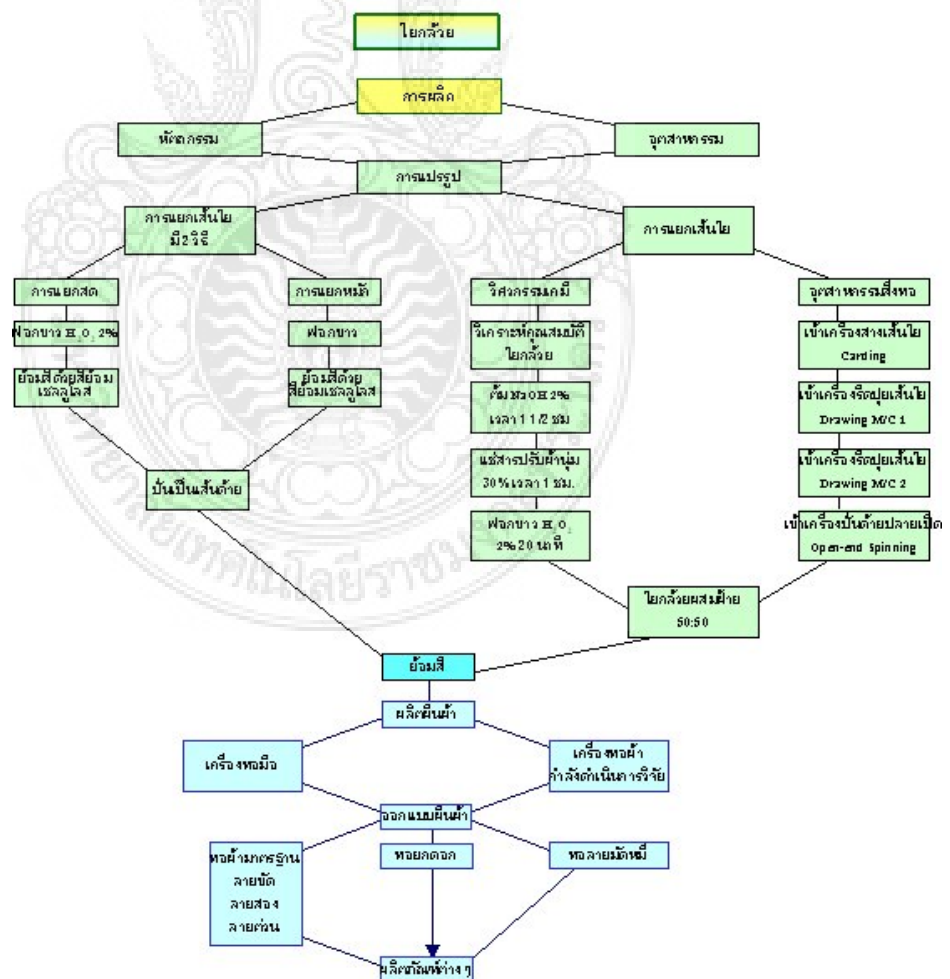 ใยกล้วย
การผลิต
หัตถกรรม
อุตสาหกรรม
การแปรรูป
การแยกเส้นใย
มี 2 วิธี
การแยกเส้นใย
การแยกสด
การแยกหมัก
วิศวกรรมเคมี
อุตสาหกรรมสิ่งทอ
ฟอกขาว H₂O₂ 2%
ฟอกขาว
วิเคราะห์คุณสมบัติ
ใยกล้วย
เข้าเครื่องสางเส้นใย
Carding
ย้อมสีด้วยสีย้อม
เซลลูโลส
ย้อมสีด้วย
สีย้อมเซลลูโลส
ต้ม NaOH 2%
เวลา 1 1/2 ชม
เข้าเครื่องรีดปุยเส้นใย
Drawing M/C 1
ปั่นเป็นเส้นด้าย
แช่สารปรับผ้านุ่ม
30% เวลา 1 ชม.
เข้าเครื่องรีดปุยเส้นใย
Drawing M/C 2
ฟอกขาว H₂O₂
2% 20 นาที
เข้าเครื่องปั่นด้ายปลายเปิด
Open-end Spinning
ใยกล้วยผสมฝ้าย
50:50
ย้อมสี
ผลิตผืนผ้า
เครื่องทอมือ
เครื่องทอผ้า
กำลังดำเนินการวิจัย
ออกแบบผืนผ้า
ทอผ้ามาตรฐาน
ลายขัด
ลายสอง
ลายต่วน
ทอยกดอก
ทอลายมัดหมี่
ผลิตภัณฑ์ต่าง ๆ